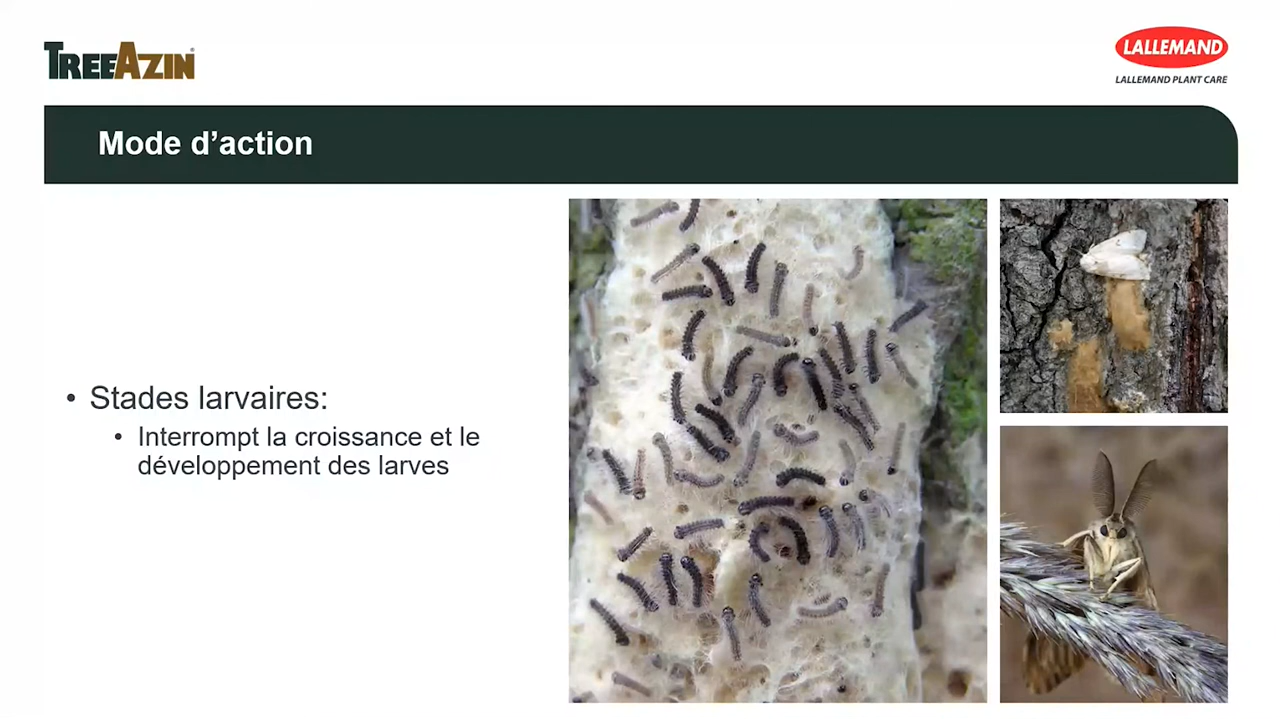 TREEAZIN
LALLEMAND
LALLEMAND PLANT CARE
Mode d’action
• Stades larvaires:
• Interrompt la croissance et le
développement des larves